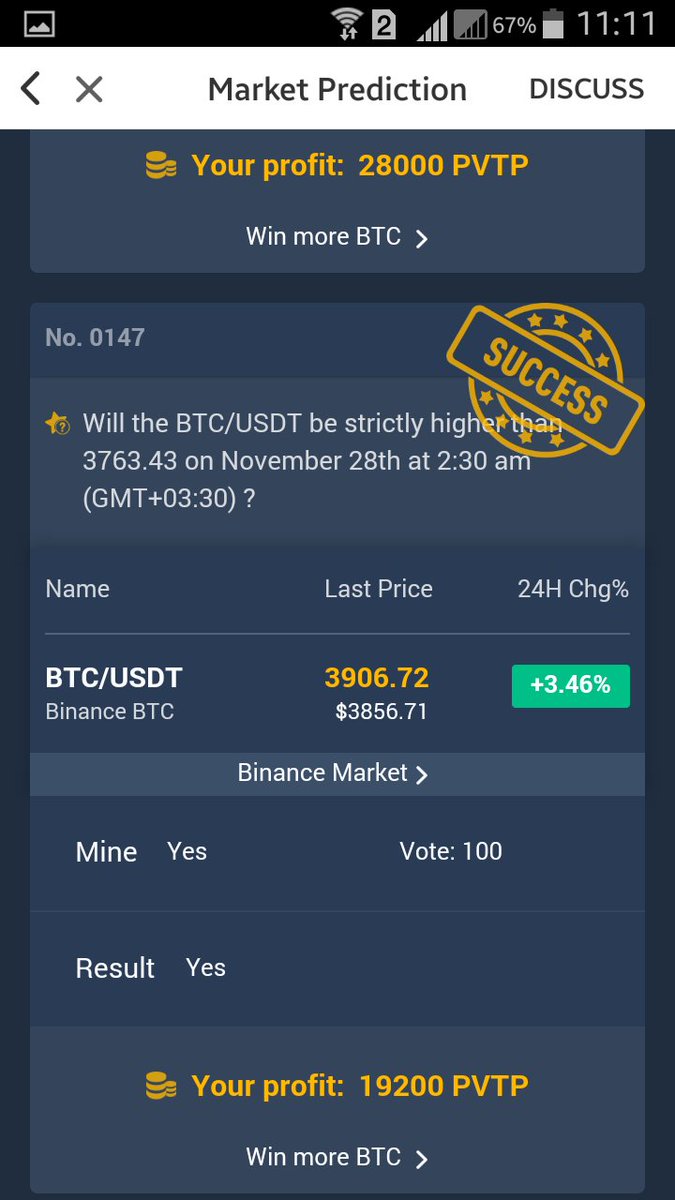 2 67% 11:11
Market Prediction DISCUSS
Your profit: 28000 PVTP
Win more BTC >
No. 0147
SUCCESS
Will the BTC/USDT be strictly higher than
3763.43 on November 28th at 2:30 am
(GMT+03:30) ?
Name Last Price 24H Chg%
BTC/USDT 3906.72 +3.46%
Binance BTC $3856.71
Binance Market >
Mine Yes Vote: 100
Result Yes
Your profit: 19200 PVTP
Win more BTC >